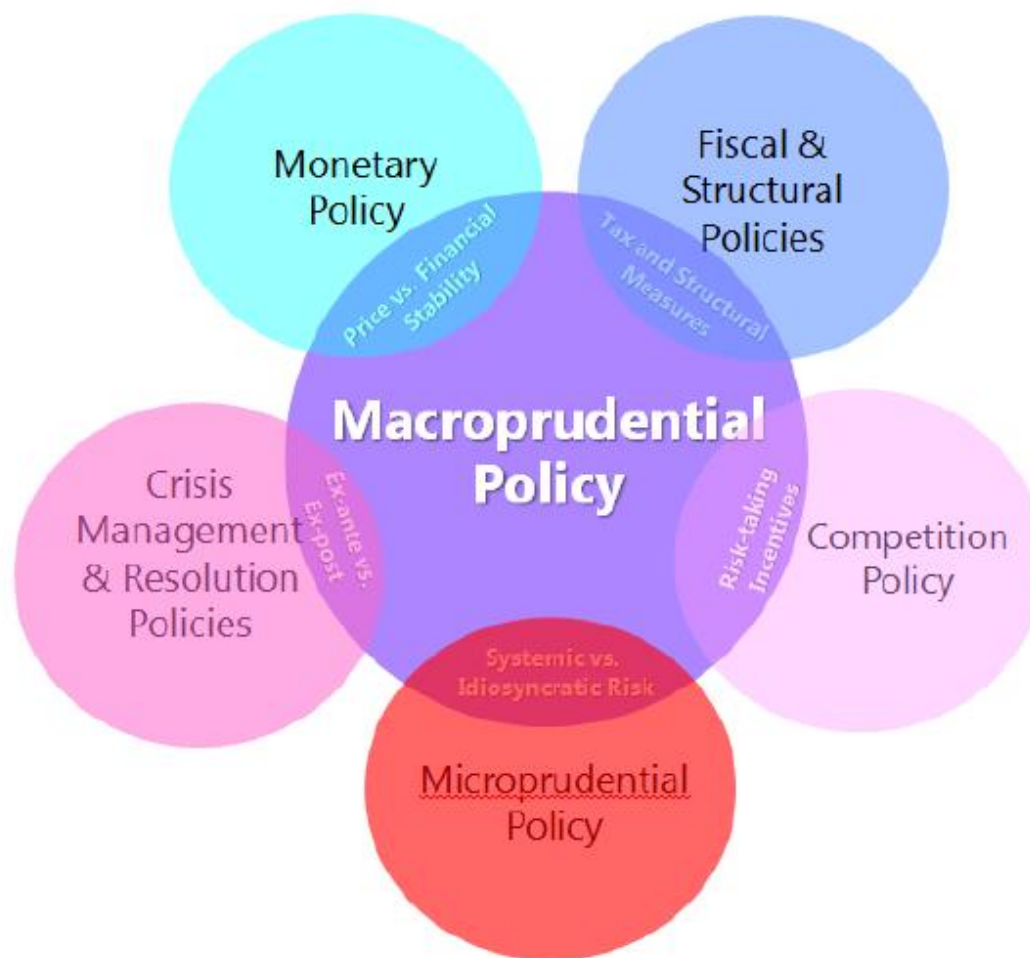 Monetary
Policy
Fiscal &
Structural
Policies
Price vs. Financial
Stability
Tax and Structural
Measures
Macroprudential
Policy
Crisis
Management
& Resolution
Policies
Ex-ante vs.
Ex-post
Risk-taking
Incentives
Competition
Policy
Systemic vs.
Idiosyncratic Risk
Microprudential
Policy